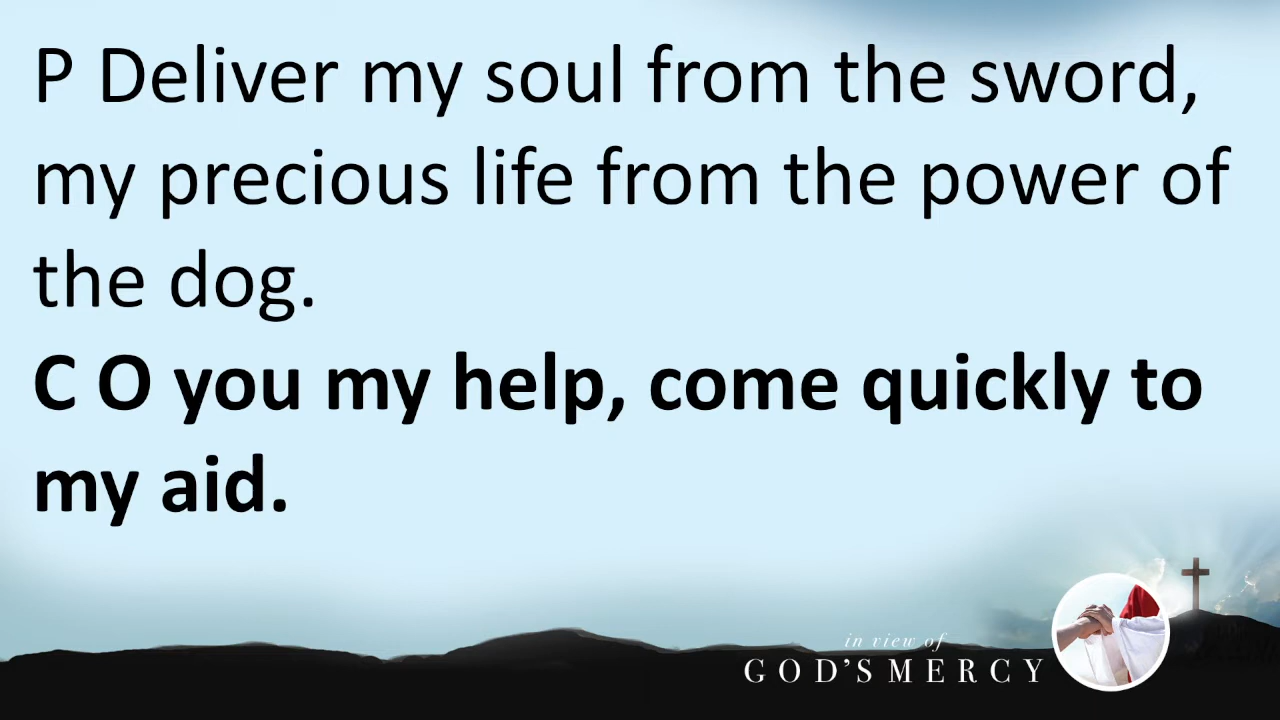 P Deliver my soul from the sword,
my precious life from the power of
the dog.
C O you my help, come quickly to
my aid.
in view of
GOD'S MERCY